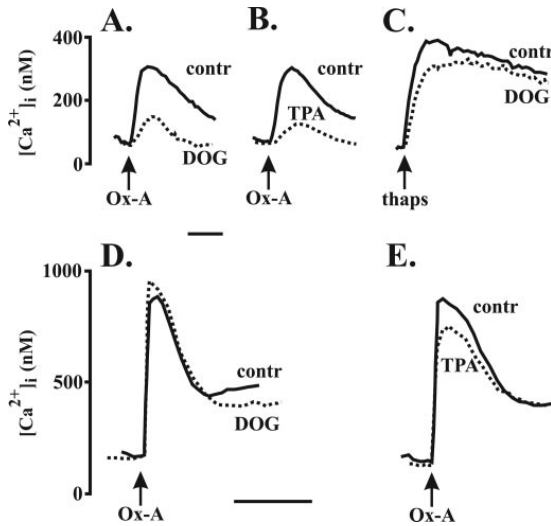 A.
B.
C.
400
200
0
[Ca²⁺]ᵢ (nM)
contr
DOG
Ox-A
contr
TPA
Ox-A
contr
DOG
thaps
D.
E.
1000
500
0
[Ca²⁺]ᵢ (nM)
contr
DOG
Ox-A
contr
TPA
Ox-A